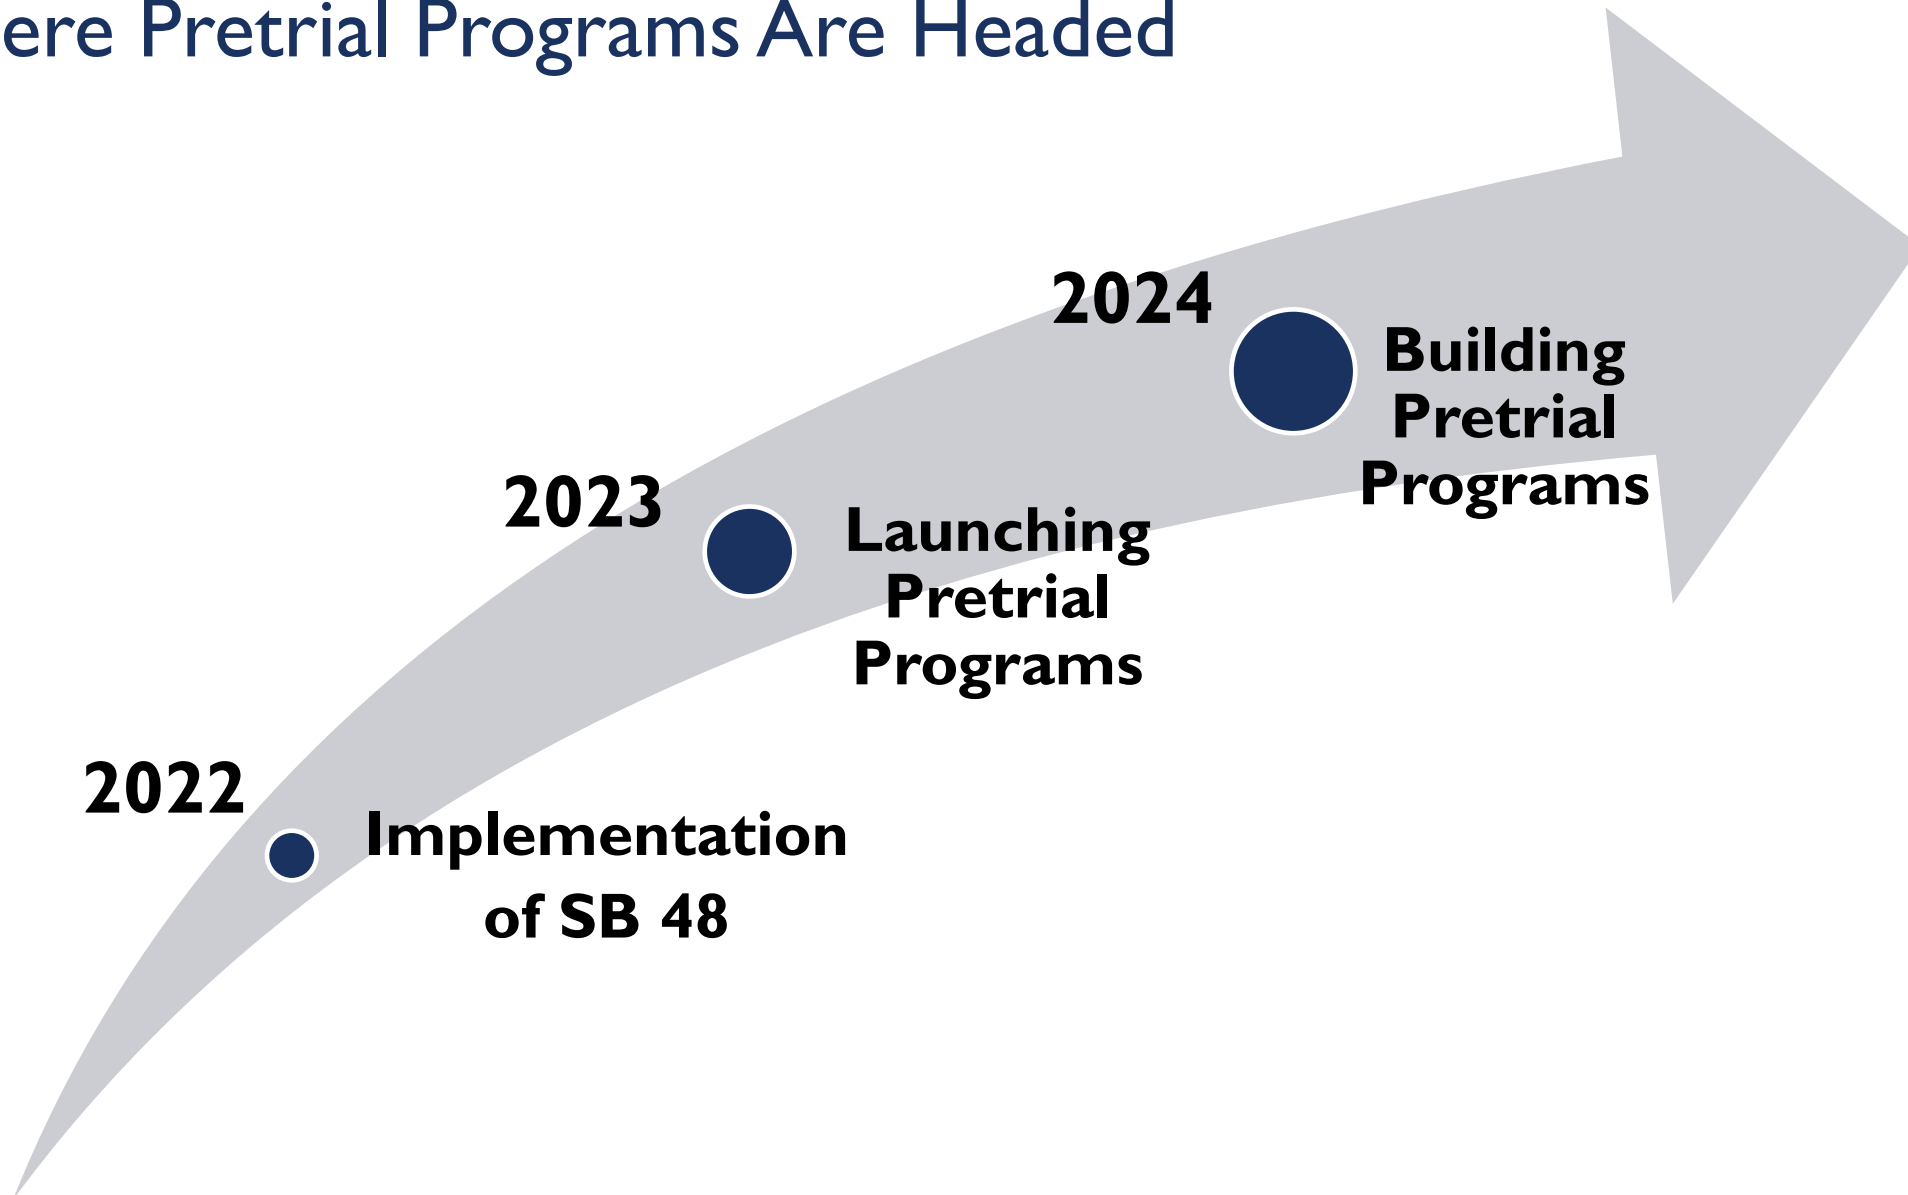 ere Pretrial Programs Are Headed
2024
Building
Pretrial
Programs
2023
Launching
Pretrial
Programs
2022
Implementation
of SB 48